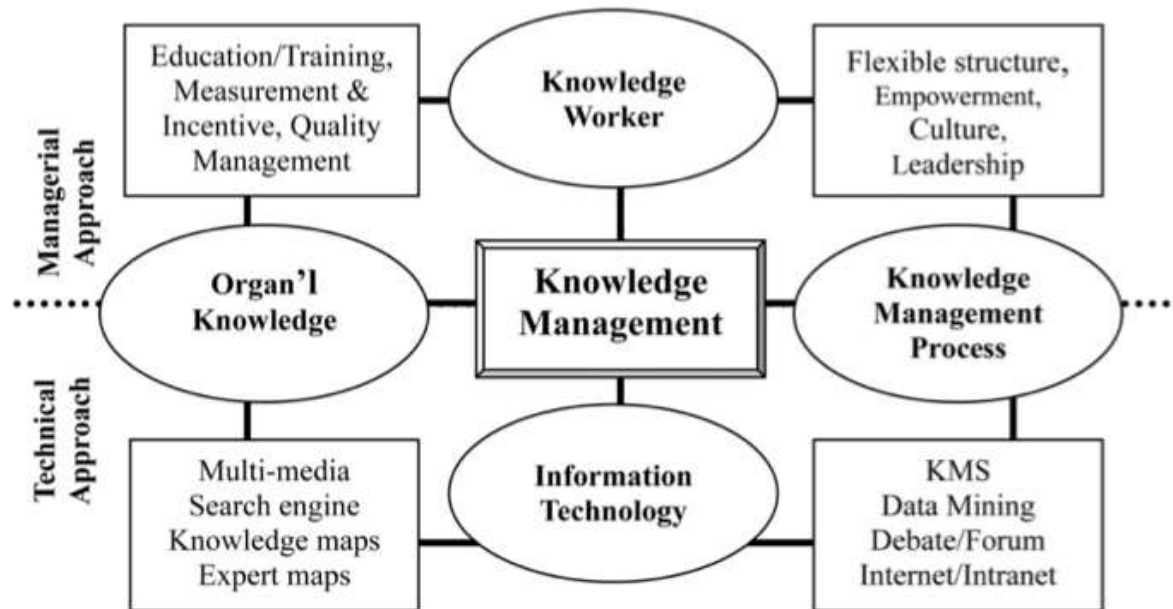 Education/Training,
Measurement &
Incentive, Quality
Management
Knowledge
Worker
Flexible structure,
Empowerment,
Culture,
Leadership
Managerial
Approach
Organ'l
Knowledge
Knowledge
Management
Knowledge
Management
Process
Technical
Approach
Multi-media
Search engine
Knowledge maps
Expert maps
Information
Technology
KMS
Data Mining
Debate/Forum
Internet/Intranet